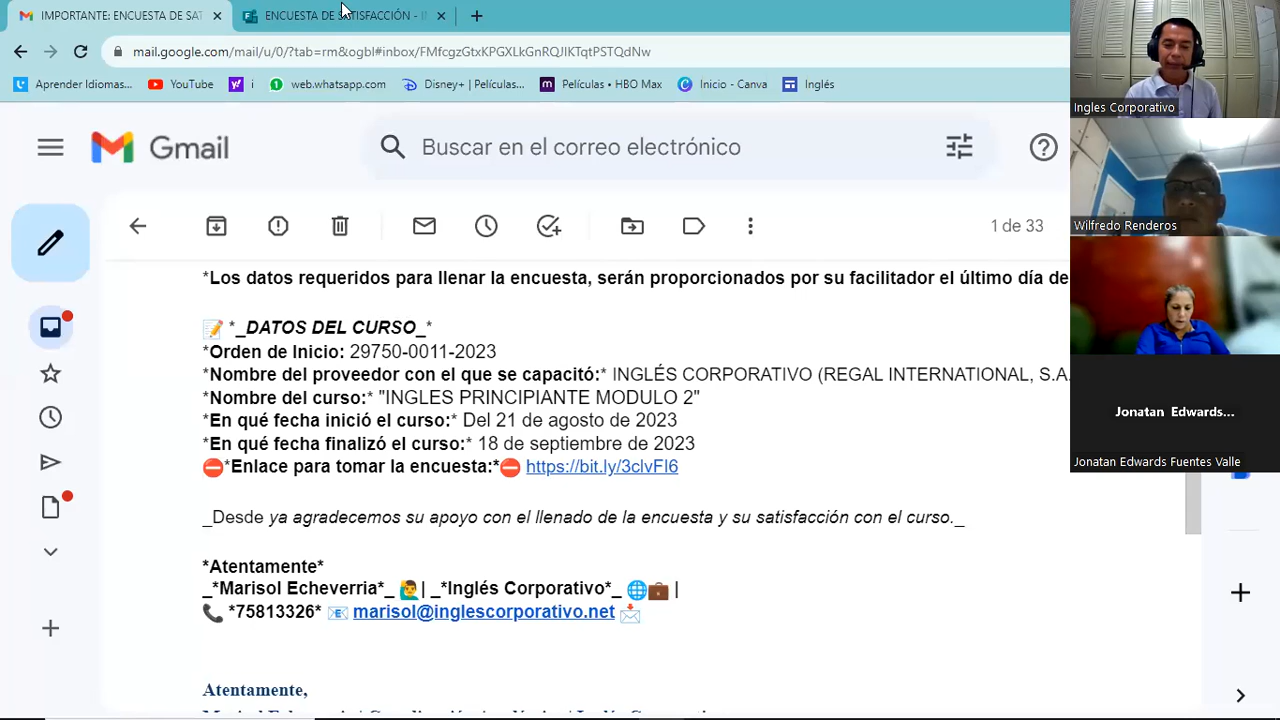 IMPORTANTE: ENCUESTA DE SAT
ENCUESTA DE SATISFACCIÓN - I
mail.google.com/mail/u/0/?tab=rm&ogbl#inbox/FMfcgzGtxKPGXLkGnRQJlKTqtPSTQdNw
Aprender Idiomas...
YouTube
i
web.whatsapp.com
Disney+ | Películas...
Películas · HBO Max
Inicio - Canva
Inglés
Gmail
Buscar en el correo electrónico
1 de 33
*Los datos requeridos para llenar la encuesta, serán proporcionados por su facilitador el último día de
*_DATOS DEL CURSO_*
*Orden de Inicio: 29750-0011-2023
*Nombre del proveedor con el que se capacitó:* INGLÉS CORPORATIVO (REGAL INTERNATIONAL, S.A.
*Nombre del curso:* "INGLES PRINCIPIANTE MODULO 2"
*En qué fecha inició el curso:* Del 21 de agosto de 2023
*En qué fecha finalizó el curso:* 18 de septiembre de 2023
*Enlace para tomar la encuesta:* https://bit.ly/3clvFI6
_Desde ya agradecemos su apoyo con el llenado de la encuesta y su satisfacción con el curso._
*Atentamente*
_*Marisol Echeverria*_ | _*Inglés Corporativo*_ |
*75813326* marisol@inglescorporativo.net
Atentamente,
Ingles Corporativo
Wilfredo Renderos
Jonatan Edwards...
Jonatan Edwards Fuentes Valle